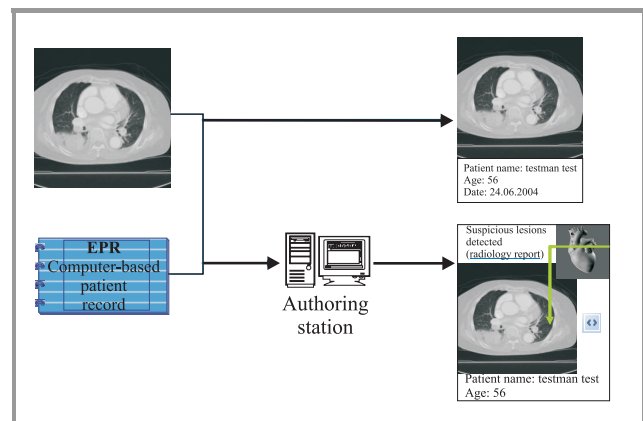 Patient name: testman test
Age: 56
Date: 24.06.2004
EPR
Computer-based
patient
record
Authoring
station
Suspicious lesions
detected
(radiology report)
Patient name: testman test
Age: 56